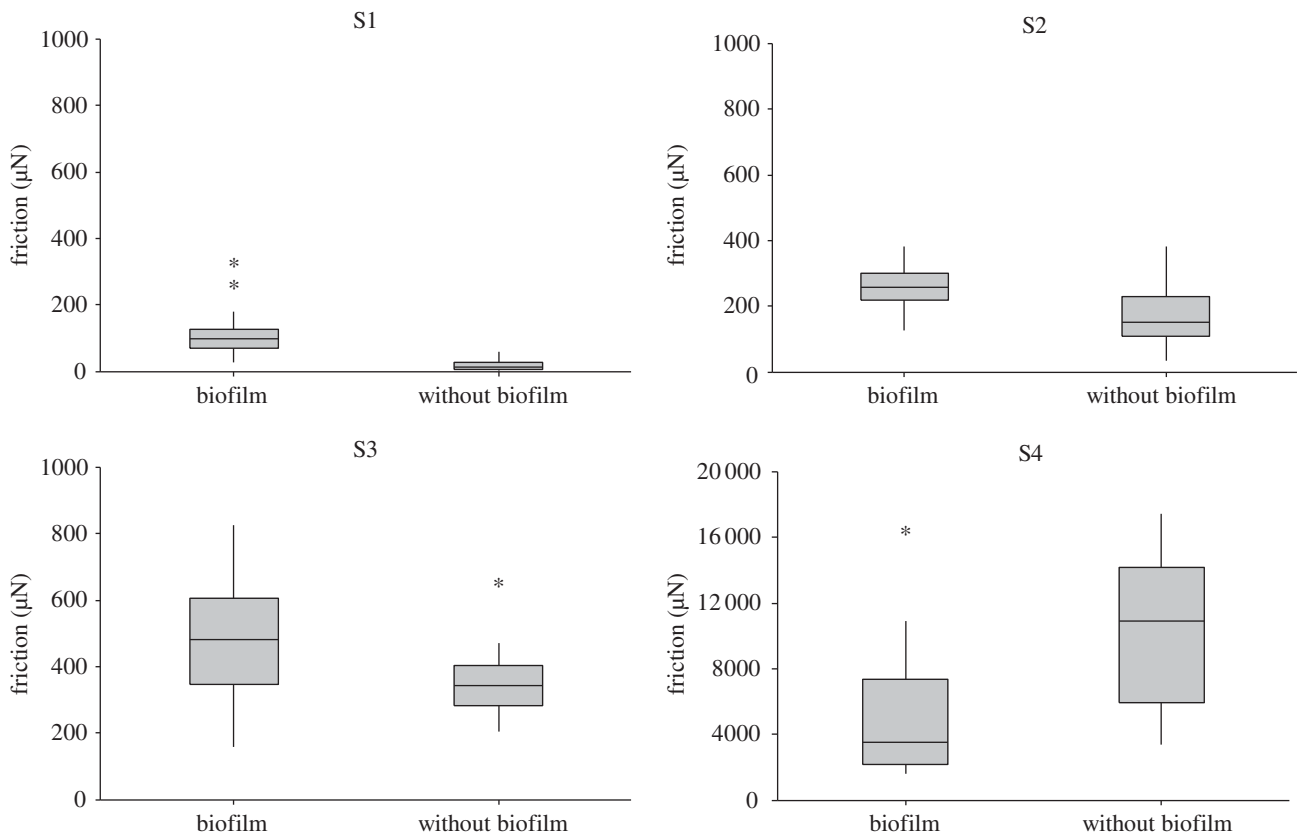 S1
1000
800
600
400
200
0
friction (µN)
*
*
biofilm
without biofilm
S2
1000
800
600
400
200
0
friction (µN)
biofilm
without biofilm
S3
1000
800
600
400
200
0
friction (µN)
*
biofilm
without biofilm
S4
20 000
16 000
12 000
8000
4000
0
friction (µN)
*
biofilm
without biofilm